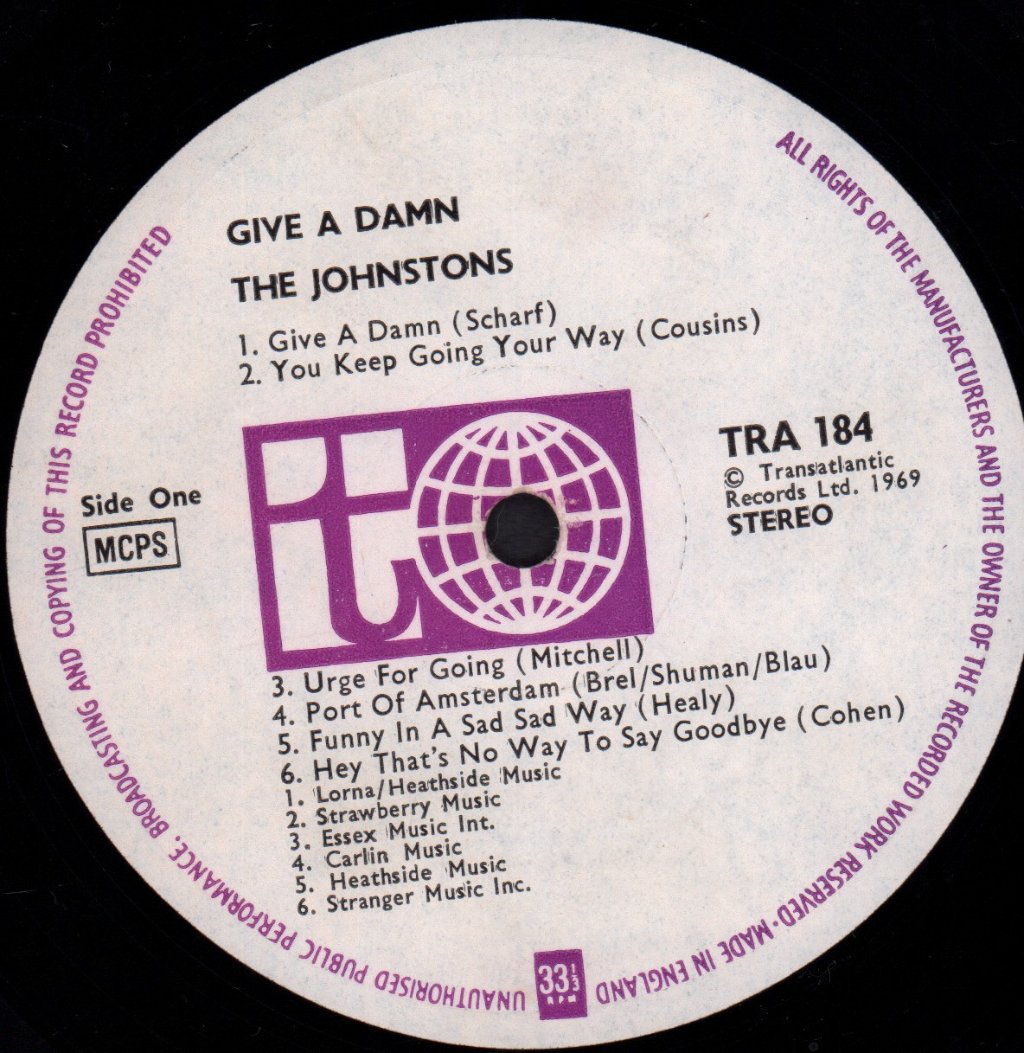 GIVE A DAMN
THE JOHNSTONS
1. Give A Damn (Scharf)
2. You Keep Going Your Way (Cousins)
Side One
MCPS
TRA 184
© Transatlantic
Records Ltd. 1969
STEREO
3. Urge For Going (Mitchell)
4. Port Of Amsterdam (Brel/Shuman/Blau)
5. Funny In A Sad Sad Way (Healy)
6. Hey That's No Way To Say Goodbye (Cohen)
1. Lorna/Heathside Music
2. Strawberry Music
3. Essex Music Int.
4. Carlin Music
5. Heathside Music
6. Stranger Music Inc.
33⅓ RPM
ALL RIGHTS OF THE MANUFACTURERS AND THE OWNER OF THE RECORDED WORK RESERVED·MADE IN ENGLAND
UNAUTHORISED PUBLIC PERFORMANCE, BROADCASTING AND COPYING OF THIS RECORD PROHIBITED